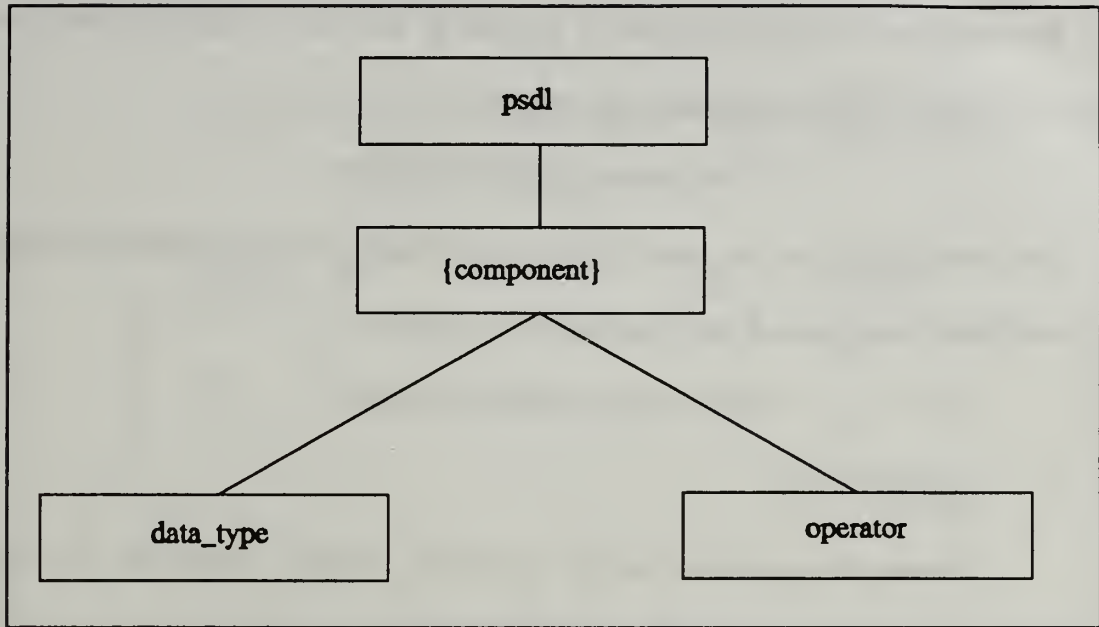 psdl
{component}
data_type
operator